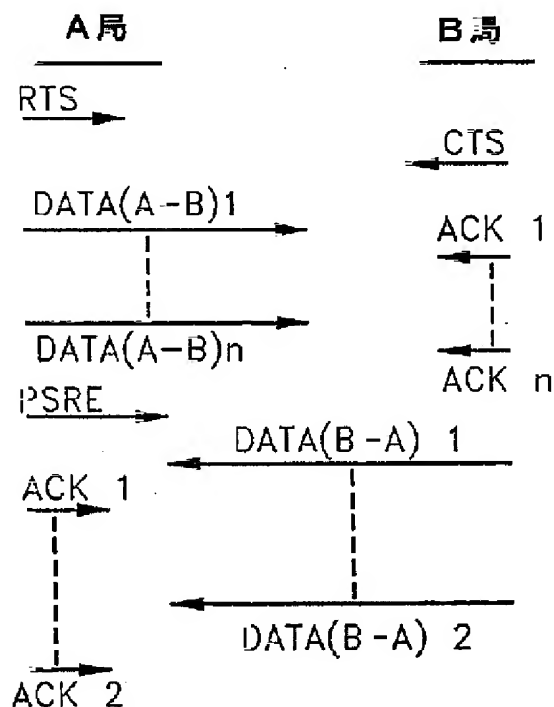 A局
B局
RTS
CTS
DATA(A-B)1
ACK 1
DATA(A-B)n
ACK n
PSRE
DATA(B-A) 1
ACK 1
DATA(B-A) 2
ACK 2